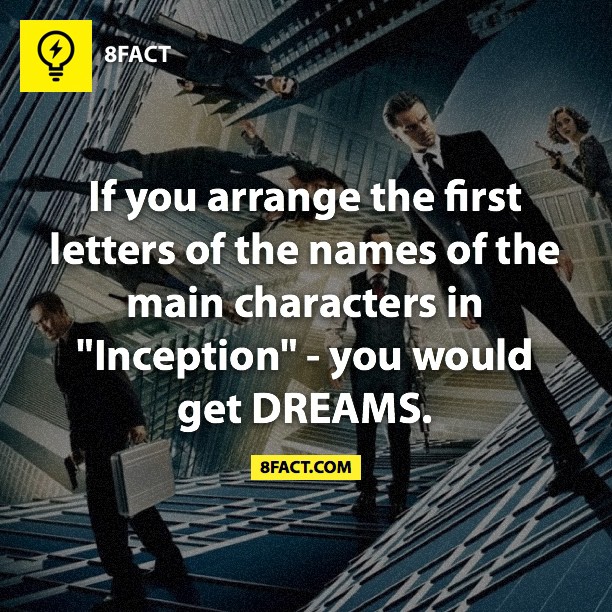 8FACT
If you arrange the first
letters of the names of the
main characters in
"Inception" - you would
get DREAMS.
8FACT.COM